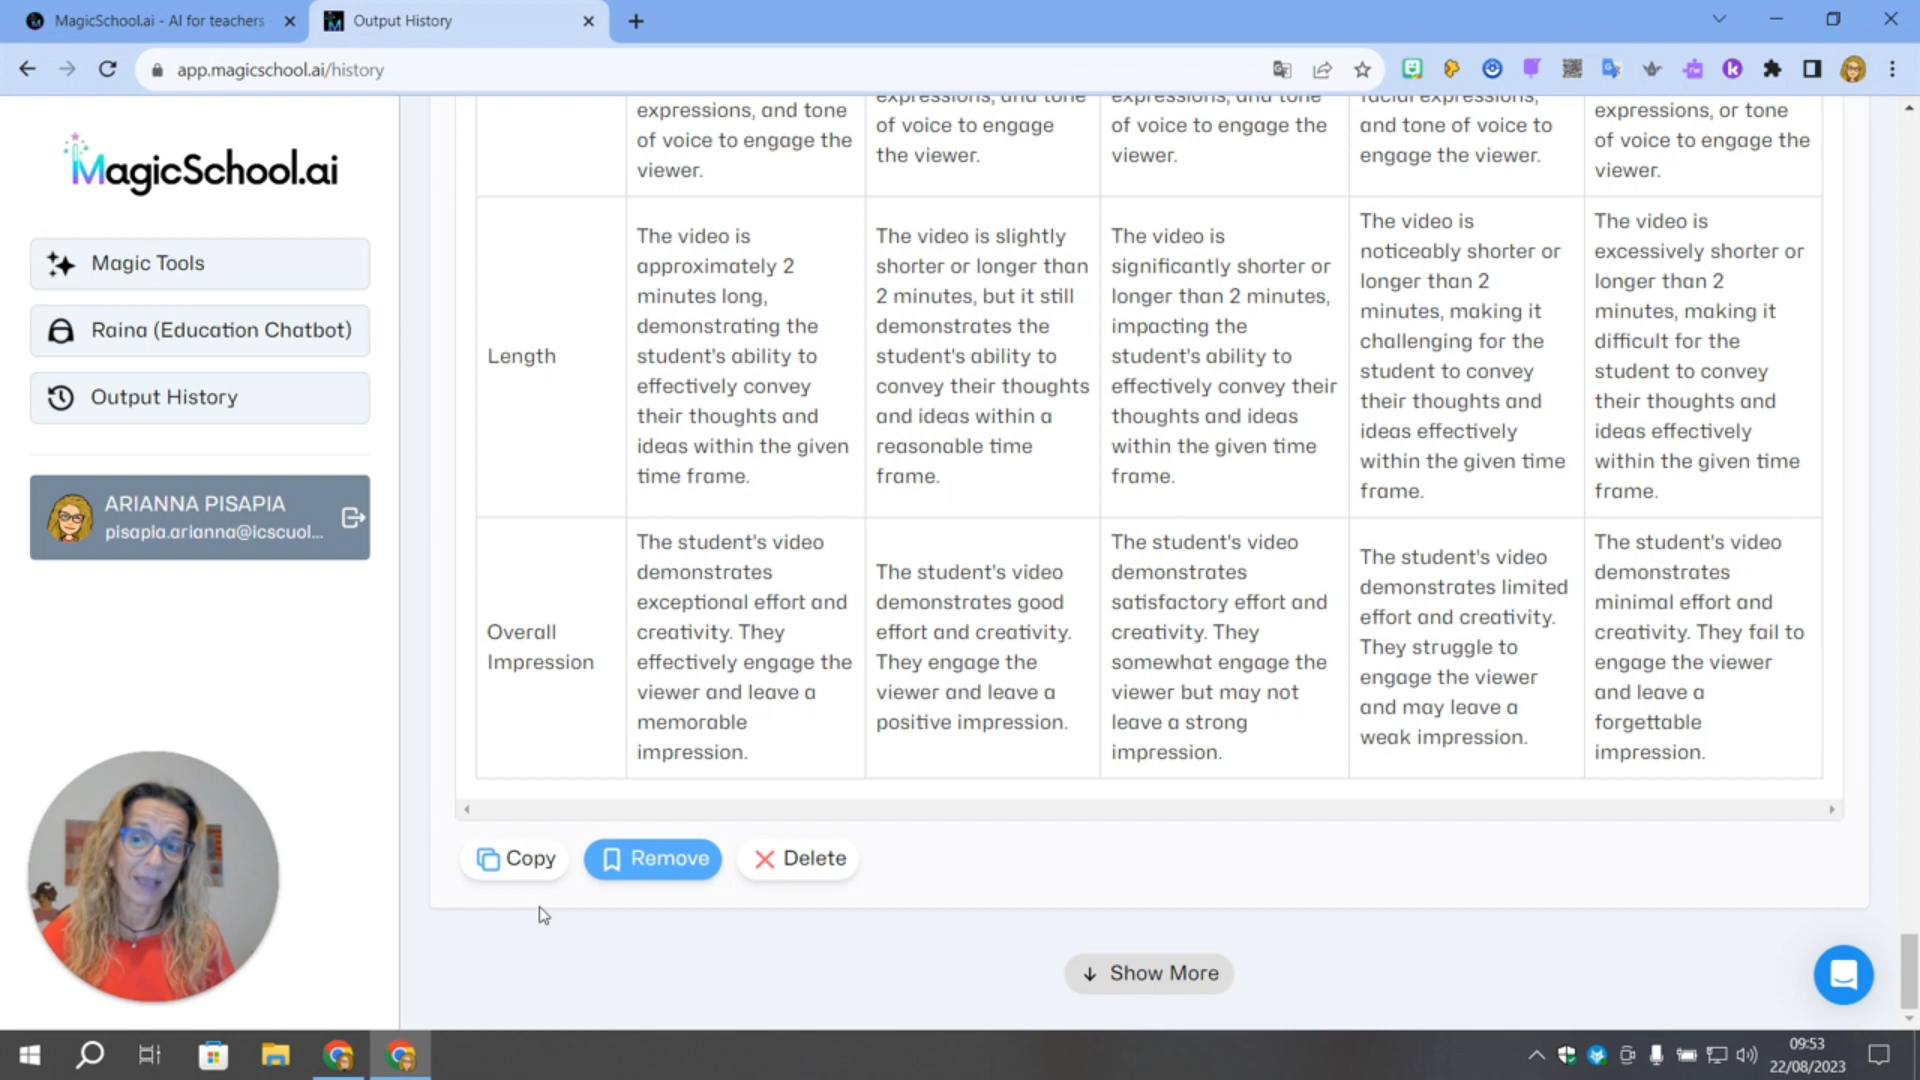 MagicSchool.ai - AI for teachers
Output History
app.magicschool.ai/history
MagicSchool.ai
Magic Tools
Raina (Education Chatbot)
Output History
ARIANNA PISAPIA
pisapia.arianna@icscuol...
expressions, and tone
of voice to engage the
viewer.
expressions, and tone
of voice to engage
the viewer.
expressions, and tone
of voice to engage the
viewer.
facial expressions,
and tone of voice to
engage the viewer.
expressions, or tone
of voice to engage the
viewer.
Length
The video is
approximately 2
minutes long,
demonstrating the
student's ability to
effectively convey
their thoughts and
ideas within the given
time frame.
The video is slightly
shorter or longer than
2 minutes, but it still
demonstrates the
student's ability to
convey their thoughts
and ideas within a
reasonable time
frame.
The video is
significantly shorter or
longer than 2 minutes,
impacting the
student's ability to
effectively convey their
thoughts and ideas
within the given time
frame.
The video is
noticeably shorter or
longer than 2
minutes, making it
challenging for the
student to convey
their thoughts and
ideas effectively
within the given time
frame.
The video is
excessively shorter or
longer than 2
minutes, making it
difficult for the
student to convey
their thoughts and
ideas effectively
within the given time
frame.
Overall
Impression
The student's video
demonstrates
exceptional effort and
creativity. They
effectively engage the
viewer and leave a
memorable
impression.
The student's video
demonstrates good
effort and creativity.
They engage the
viewer and leave a
positive impression.
The student's video
demonstrates
satisfactory effort and
creativity. They
somewhat engage the
viewer but may not
leave a strong
impression.
The student's video
demonstrates limited
effort and creativity.
They struggle to
engage the viewer
and may leave a
weak impression.
The student's video
demonstrates
minimal effort and
creativity. They fail to
engage the viewer
and leave a
forgettable
impression.
Copy
Remove
Delete
Show More
09:53
22/08/2023